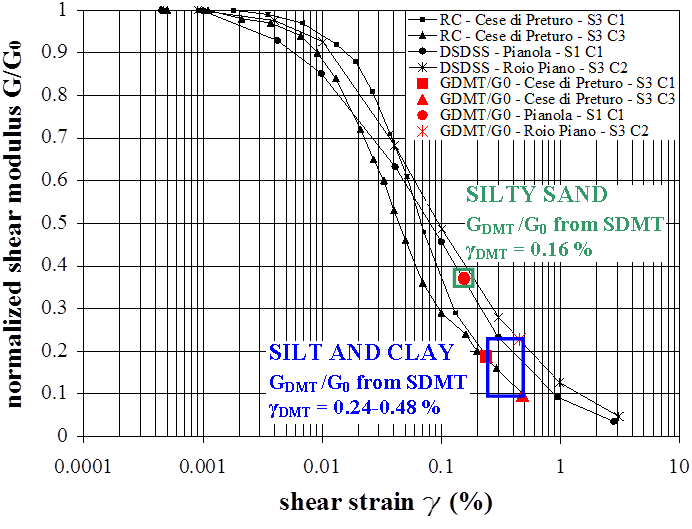 normalized shear modulus G/G0
1
0.9
0.8
0.7
0.6
0.5
0.4
0.3
0.2
0.1
0
RC - Cese di Preturo - S3 C1
RC - Cese di Preturo - S3 C3
DSDSS - Pianola - S1 C1
DSDSS - Roio Piano - S3 C2
GDMT/G0 - Cese di Preturo - S3 C1
GDMT/G0 - Cese di Preturo - S3 C3
GDMT/G0 - Pianola - S1 C1
GDMT/G0 - Roio Piano - S3 C2
SILTY SAND
GDMT /G0 from SDMT
γDMT = 0.16 %
SILT AND CLAY
GDMT /G0 from SDMT
γDMT = 0.24-0.48 %
0.0001 0.001 0.01 0.1 1 10
shear strain γ (%)